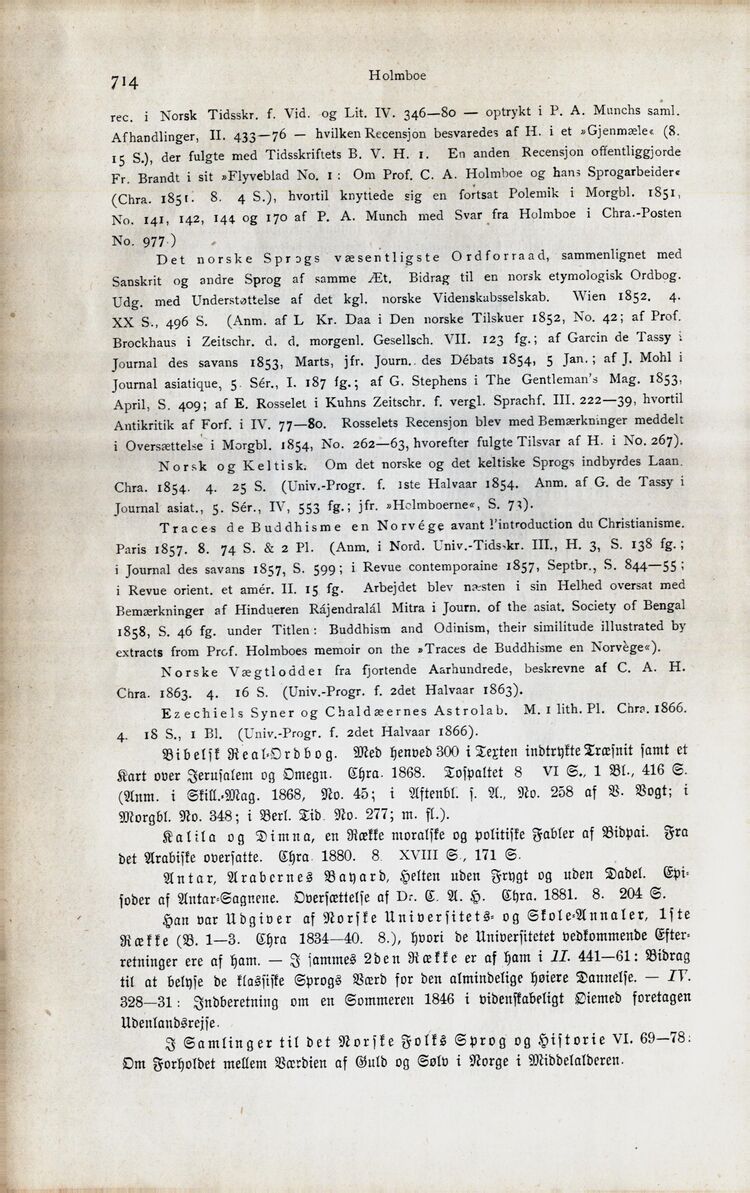 714
Holmboe
rec. i Norsk Tidsskr. f. Vid. og Lit. IV. 346—80 — optrykt i P. A. Munchs saml.
Afhandlinger, II. 433—76 — hvilken Recensjon besvaredes af H. i et »Gjenmæle« (8.
15 S.), der fulgte med Tidsskriftets B. V. H. 1. En anden Recensjon offentliggjorde
Fr. Brandt i sit »Flyveblad No. 1: Om Prof. C. A. Holmboe og hans Sprogarbeider«
(Chra. 1851. 8. 4 S.), hvortil knyttede sig en fortsat Polemik i Morgbl. 1851,
No. 141, 142, 144 og 170 af P. A. Munch med Svar fra Holmboe i Chra.-Posten
No. 977.)
Det norske Sprogs væsentligste Ordforraad, sammenlignet med
Sanskrit og andre Sprog af samme Æt. Bidrag til en norsk etymologisk Ordbog.
Udg. med Understøttelse af det kgl. norske Videnskabsselskab. Wien 1852. 4.
XX S., 496 S. (Anm. af L Kr. Daa i Den norske Tilskuer 1852, No. 42; af Prof.
Brockhaus i Zeitschr. d. d. morgenl. Gesellsch. VII. 123 fg.; af Garcin de Tassy i
Journal des savans 1853, Marts, jfr. Journ. des Débats 1854, 5 Jan.; af J. Mohl i
Journal asiatique, 5. Sér., I. 187 fg.; af G. Stephens i The Gentleman's Mag. 1853,
April, S. 409; af E. Rosselet i Kuhns Zeitschr. f. vergl. Sprachf. III. 222—39, hvortil
Antikritik af Forf. i IV. 77—80. Rosselets Recensjon blev med Bemærkninger meddelt
i Oversættelse i Morgbl. 1854, No. 262—63, hvorefter fulgte Tilsvar af H. i No. 267).
Norsk og Keltisk. Om det norske og det keltiske Sprogs indbyrdes Laan.
Chra. 1854. 4. 25 S. (Univ.-Progr. f. 1ste Halvaar 1854. Anm. af G. de Tassy i
Journal asiat., 5. Sér., IV, 553 fg.; jfr. »Holmboerne«, S. 73).
Traces de Buddhisme en Norvége avant l'introduction du Christianisme.
Paris 1857. 8. 74 S. & 2 Pl. (Anm. i Nord. Univ.-Tidsskr. III., H. 3, S. 138 fg.;
i Journal des savans 1857, S. 599; i Revue contemporaine 1857, Septbr., S. 844—55;
i Revue orient. et amér. II. 15 fg. Arbejdet blev næsten i sin Helhed oversat med
Bemærkninger af Hindueren Rájendralál Mitra i Journ. of the asiat. Society of Bengal
1858, S. 46 fg. under Titlen: Buddhism and Odinism, their similitude illustrated by
extracts from Prof. Holmboes memoir on the »Traces de Buddhisme en Norvège«).
Norske Vægtlodder fra fjortende Aarhundrede, beskrevne af C. A. H.
Chra. 1863. 4. 16 S. (Univ.-Progr. f. 2det Halvaar 1863).
Ezechiels Syner og Chaldæernes Astrolab. M. 1 lith. Pl. Chra. 1866.
4. 18 S., 1 Bl. (Univ.-Progr. f. 2det Halvaar 1866).
Bibelsk Real-Ordbog. Med henved 300 i Texten indtrykte Træsnit samt et
Kart over Jerusalem og Omegn. Chra. 1868. Tospaltet 8 VI S., 1 Bl., 416 S.
(Anm. i Skill.-Mag. 1868, No. 45; i Aftenbl. s. A., No. 258 af V. Vogt; i
Morgbl. No. 348; i Berl. Tid. No. 277; m. fl.).
Kalila og Dimna, en Række moralske og politiske Fabler af Bidpai. Fra
det Arabiske oversatte. Chra. 1880. 8. XVIII S., 171 S.
Antar, Arabernes Bayard, Helten uden Frygt og uden Dadel. Epi-
soder af Antar-Sagnene. Oversættelse af Dr. C. A. H. Chra. 1881. 8. 204 S.
Han var Udgiver af Norske Universitets- og Skole-Annaler, 1ste
Række (B. 1—3. Chra 1834—40. 8.), hvori de Universitetet vedkommende Efter-
retninger ere af ham. — I sammes 2den Række er af ham i II. 441—61: Bidrag
til at belyse de klassiske Sprogs Værd for den almindelige høiere Dannelse. — IV.
328—31: Indberetning om en Sommeren 1846 i videnskabeligt Øiemed foretagen
Udenlandsrejse.
I Samlinger til det Norske Folks Sprog og Historie VI. 69—78:
Om Forholdet mellem Værdien af Guld og Sølv i Norge i Middelalderen.